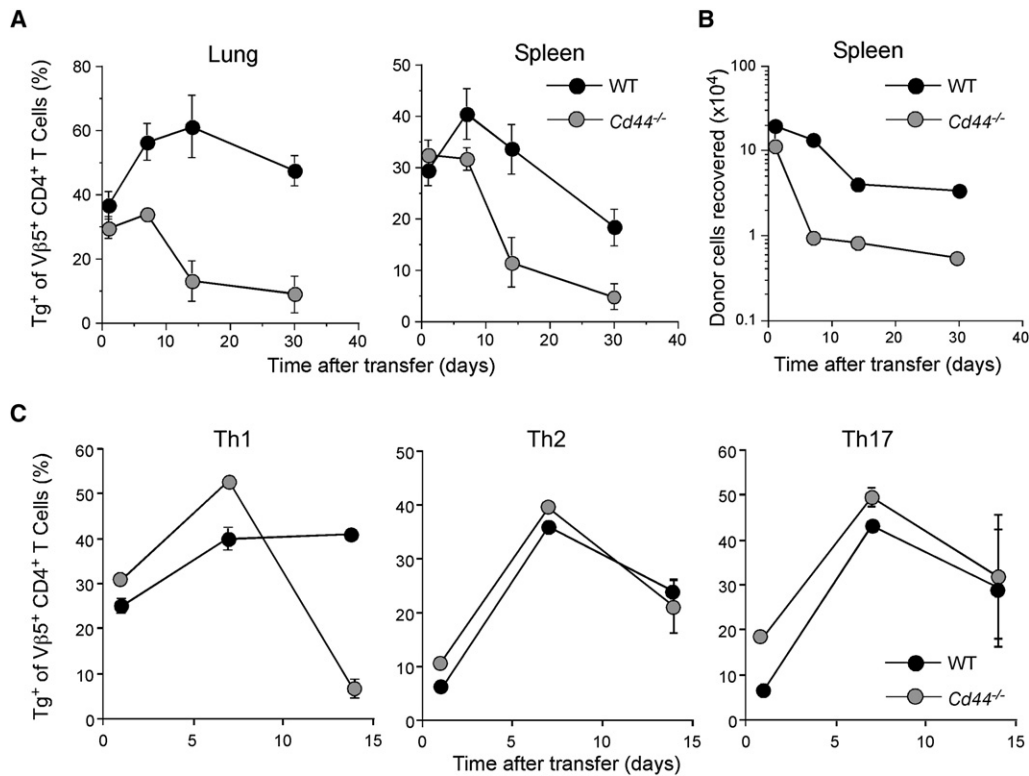 A
Lung
Spleen
Tg+ of Vβ5+ CD4+ T Cells (%)
80
60
40
20
0
0 10 20 30 40
50
40
30
20
10
0
0 10 20 30 40
WT
Cd44-/-
Time after transfer (days)
B
Spleen
Donor cells recovered (x10⁴)
100
10
1
0.1
0 10 20 30 40
WT
Cd44-/-
Time after transfer (days)
C
Th1
Th2
Th17
Tg+ of Vβ5+ CD4+ T Cells (%)
60
50
40
30
20
10
0
0 5 10 15
50
40
30
20
10
0
0 5 10 15
60
50
40
30
20
10
0
0 5 10 15
WT
Cd44-/-
Time after transfer (days)